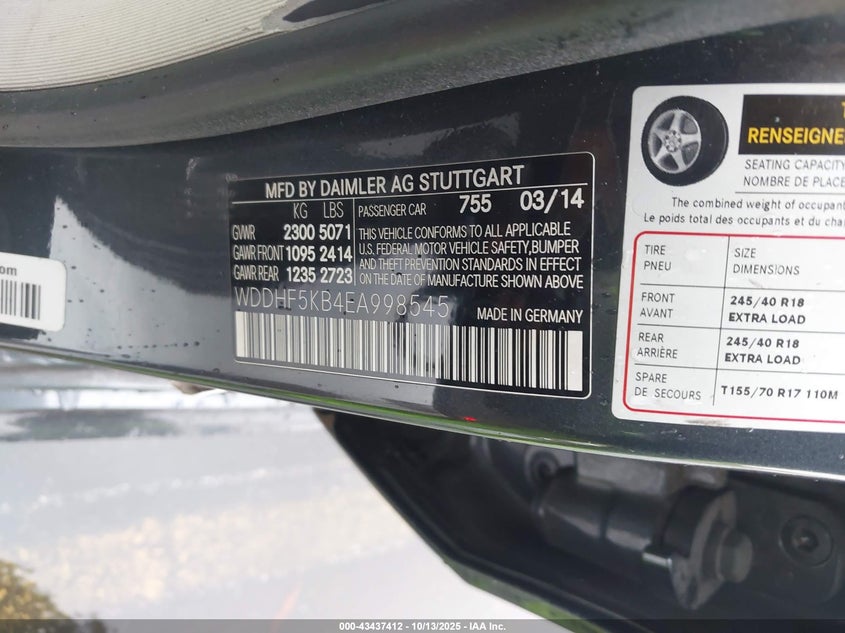 MFD BY DAIMLER AG STUTTGART
KG LBS
PASSENGER CAR 755 03/14
GVWR 2300 5071
GAWR FRONT 1095 2414
GAWR REAR 1235 2723
THIS VEHICLE CONFORMS TO ALL APPLICABLE
U.S. FEDERAL MOTOR VEHICLE SAFETY, BUMPER
AND THEFT PREVENTION STANDARDS IN EFFECT
ON THE DATE OF MANUFACTURE SHOWN ABOVE
WDDHF5KB4EA998545
MADE IN GERMANY
RENSEIGNE
SEATING CAPACITY
NOMBRE DE PLACE
The combined weight of occupants
Le poids total des occupants et du cha
TIRE
PNEU
SIZE
DIMENSIONS
FRONT
AVANT
245/40 R18
EXTRA LOAD
REAR
ARRIÈRE
245/40 R18
EXTRA LOAD
SPARE
DE SECOURS
T155/70 R17 110M
com
000-43437412 - 10/13/2025 - IAA Inc.